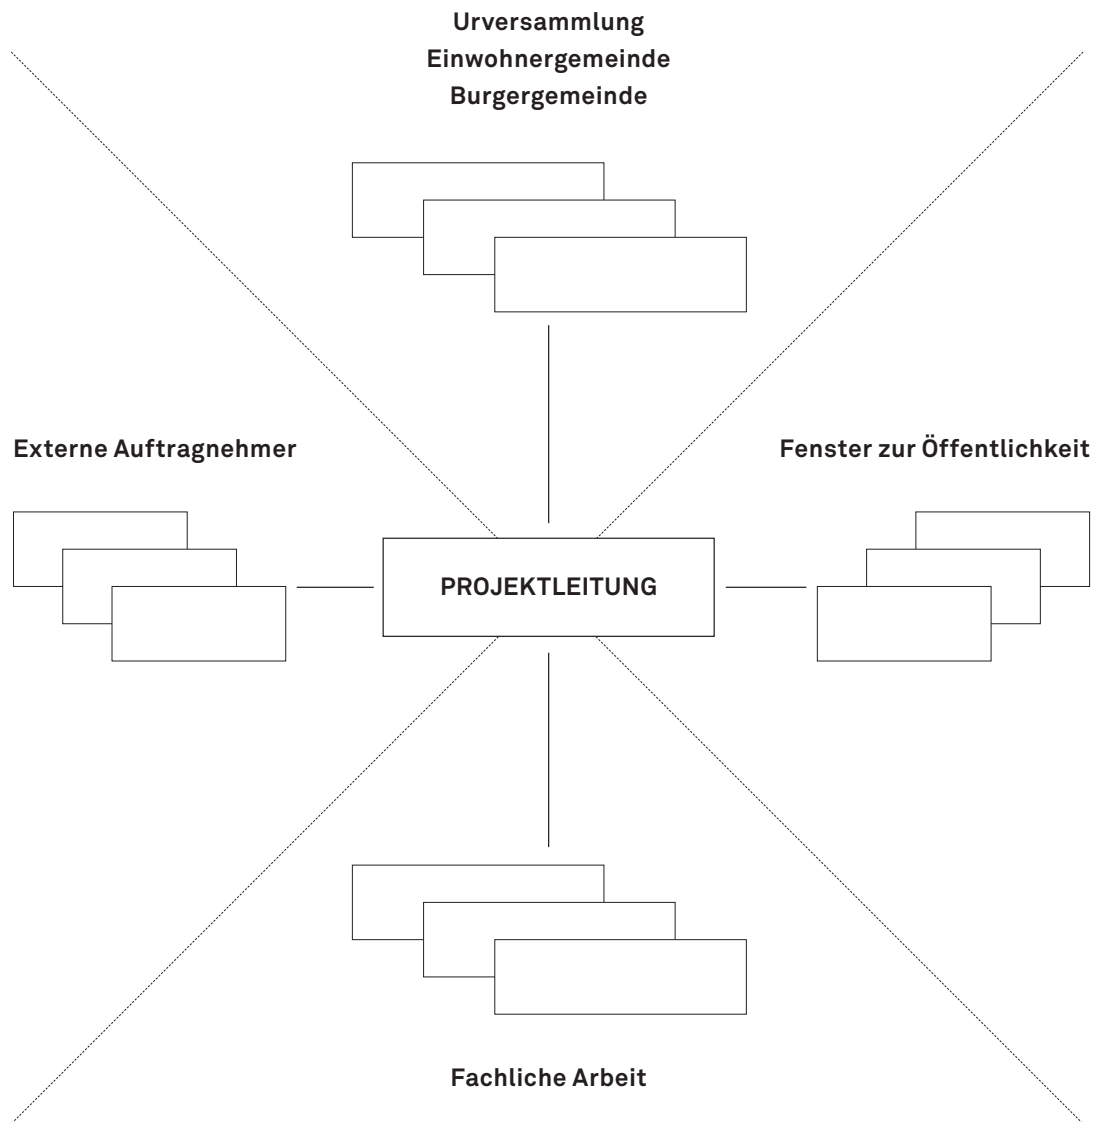 Urversammlung
Einwohnergemeinde
Burgergemeinde
Externe Auftragnehmer
Fenster zur Öffentlichkeit
PROJEKTLEITUNG
Fachliche Arbeit